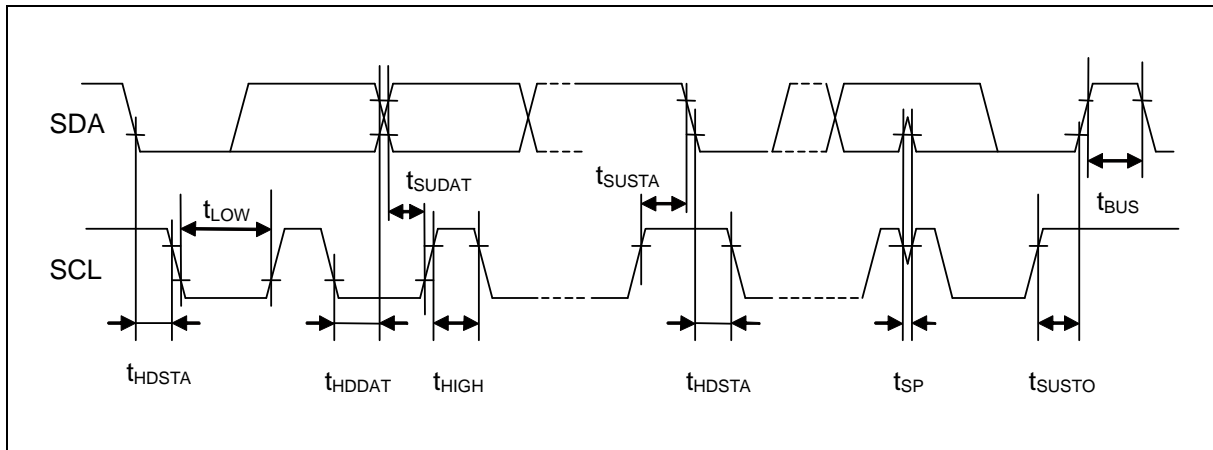 SDA
tSUDAT
tSUSTA
tLOW
tBUS
SCL
tHDSTA
tHDDAT
tHIGH
tHDSTA
tSP
tSUSTO